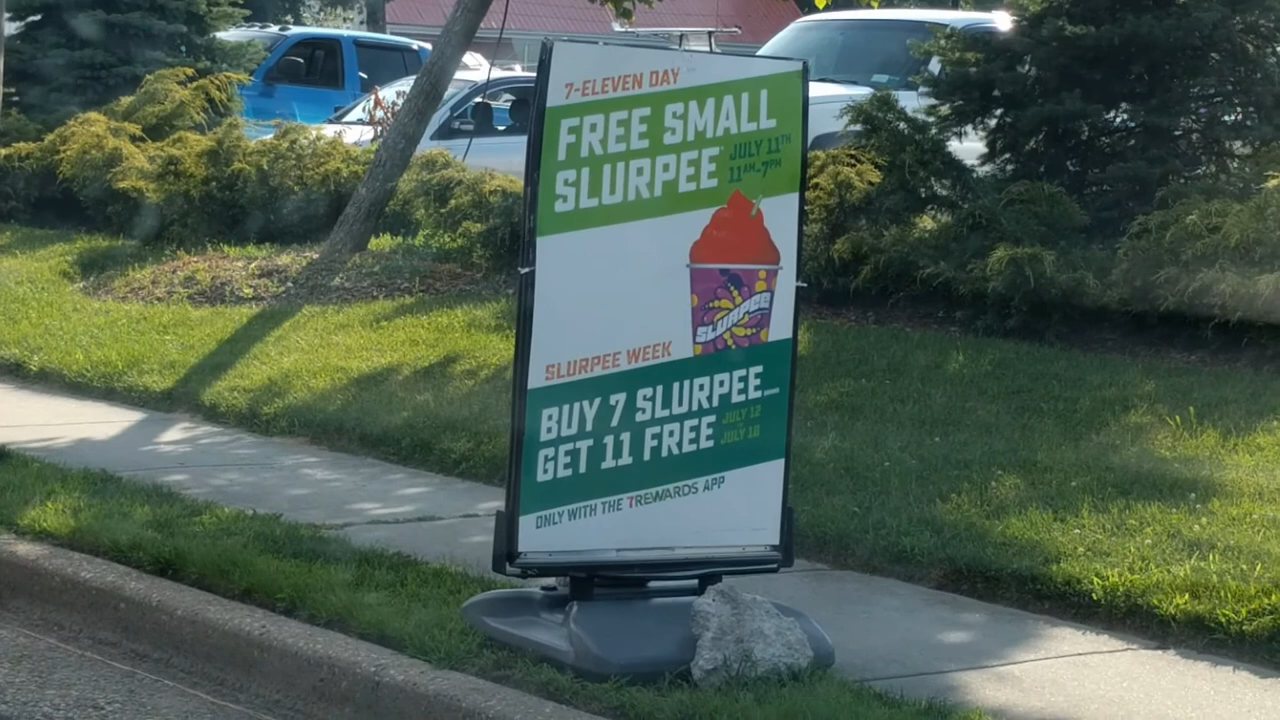 7-ELEVEN DAY
FREE SMALL
SLURPEE
JULY 11TH
11AM-7PM
SLURPEE
SLURPEE WEEK
BUY 7 SLURPEE
GET 11 FREE
JULY 12
JULY 18
ONLY WITH THE 7REWARDS APP